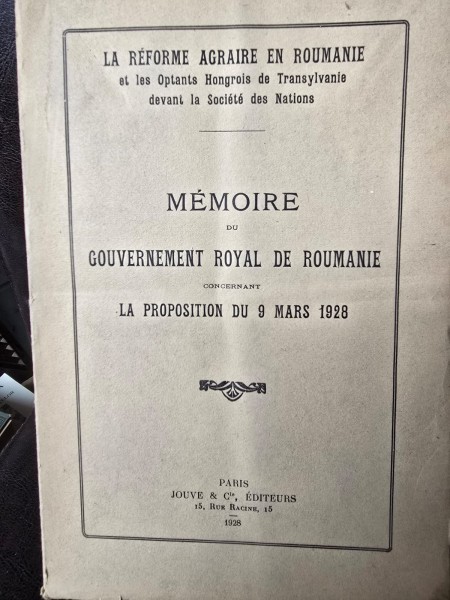 LA RÉFORME AGRAIRE EN ROUMANIE
et les Optants Hongrois de Transylvanie
devant la Société des Nations
MÉMOIRE
DU
GOUVERNEMENT ROYAL DE ROUMANIE
CONCERNANT
LA PROPOSITION DU 9 MARS 1928
PARIS
JOUVE & Cie, ÉDITEURS
15, RUE RACINE, 15
1928